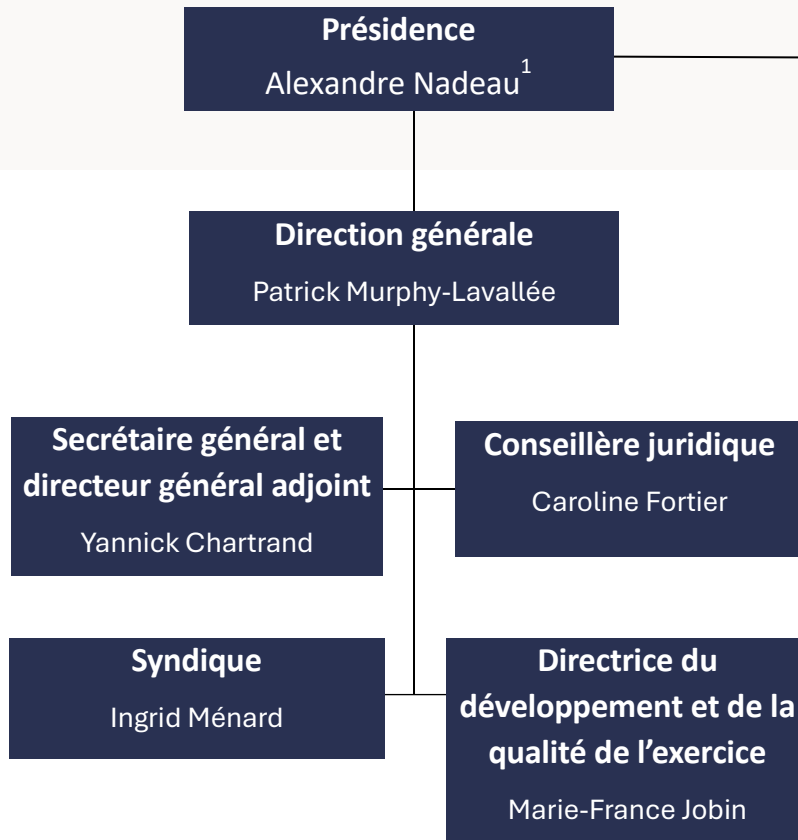 Présidence
Alexandre Nadeau1
Direction générale
Patrick Murphy-Lavallée
Secrétaire général et
directeur général adjoint
Yannick Chartrand
Conseillère juridique
Caroline Fortier
Syndique
Ingrid Ménard
Directrice du
développement et de la
qualité de l’exercice
Marie-France Jobin